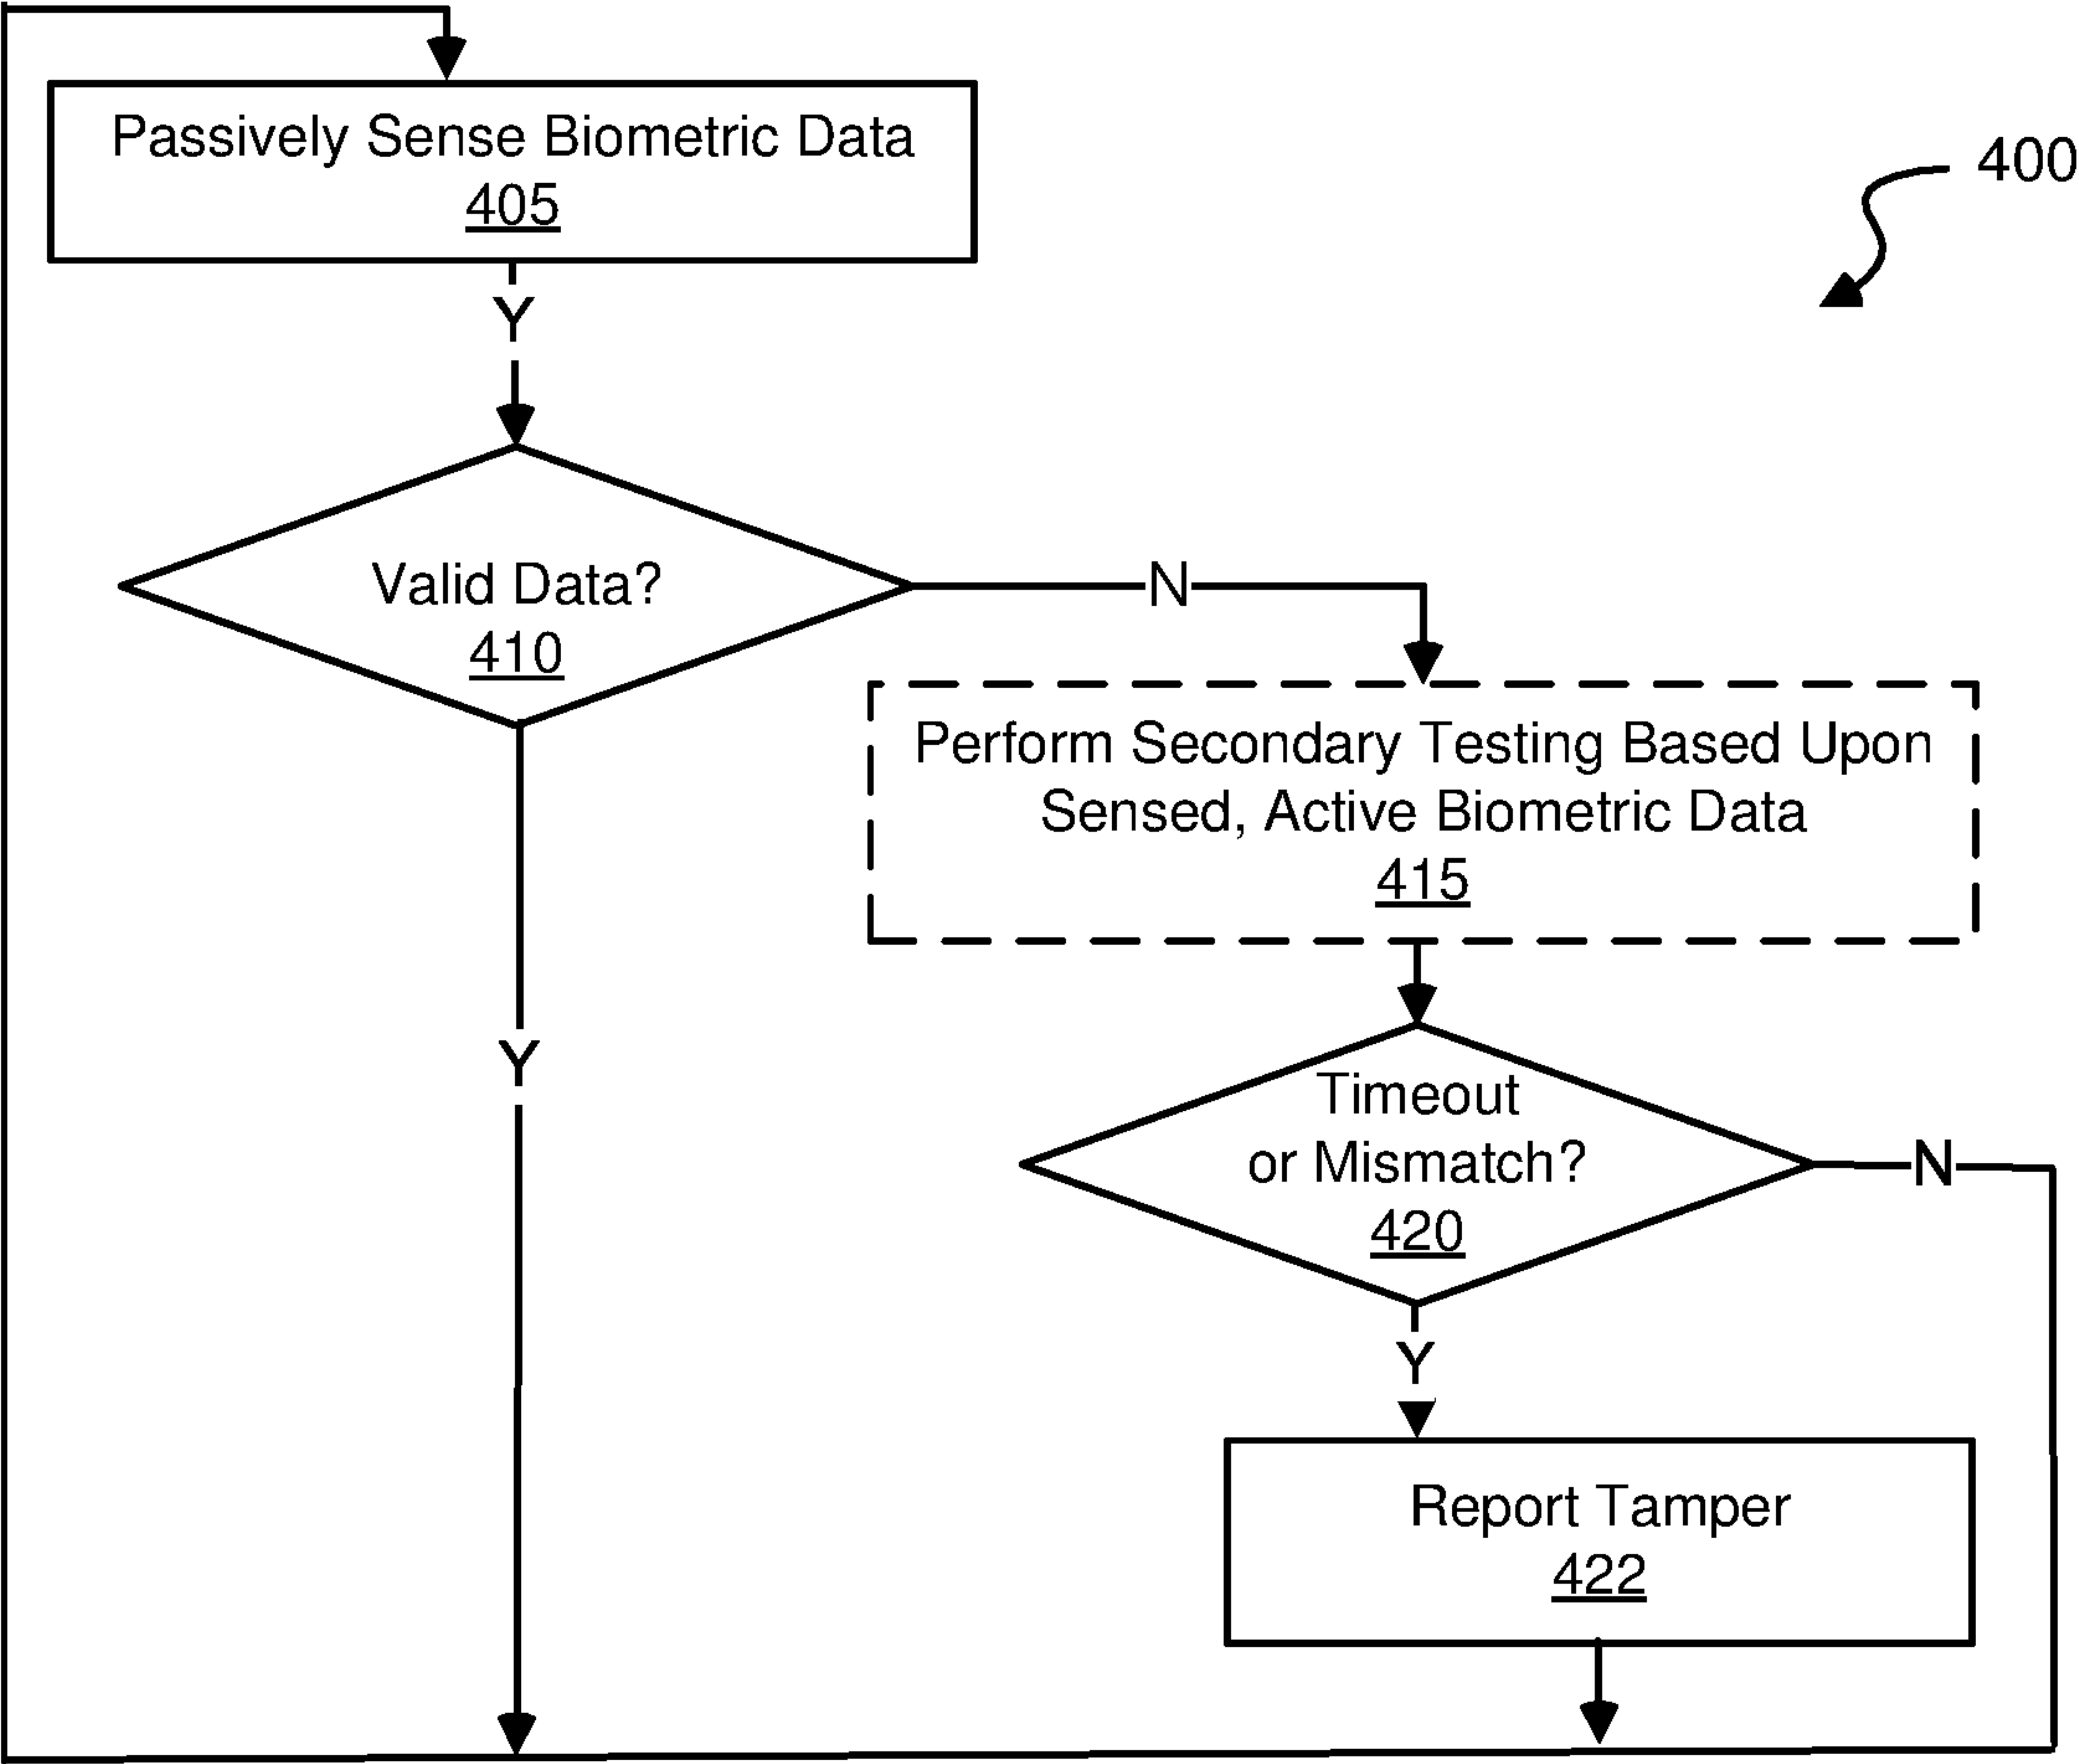 Passively Sense Biometric Data
405
400
Y
Valid Data?
410
N
Perform Secondary Testing Based Upon
Sensed, Active Biometric Data
415
Y
Timeout
or Mismatch?
420
N
Y
Report Tamper
422